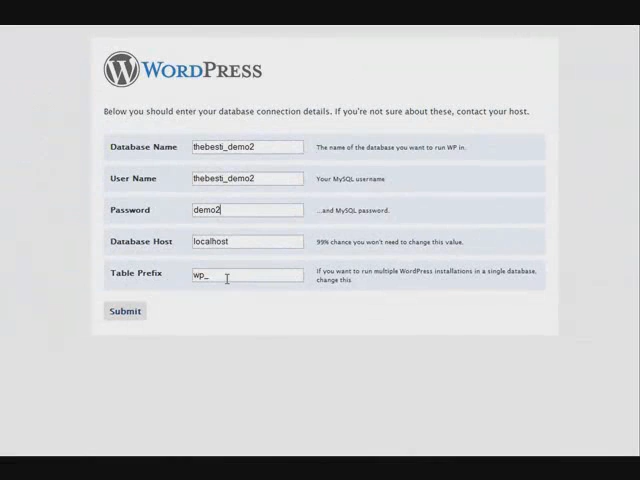 WORDPRESS
Below you should enter your database connection details. If you're not sure about these, contact your host.
Database Name thebesti_demo2 The name of the database you want to run WP in.
User Name thebesti_demo2 Your MySQL username
Password demo2 ...and MySQL password.
Database Host localhost 99% chance you won't need to change this value.
Table Prefix wp_ If you want to run multiple WordPress installations in a single database,
change this.
Submit